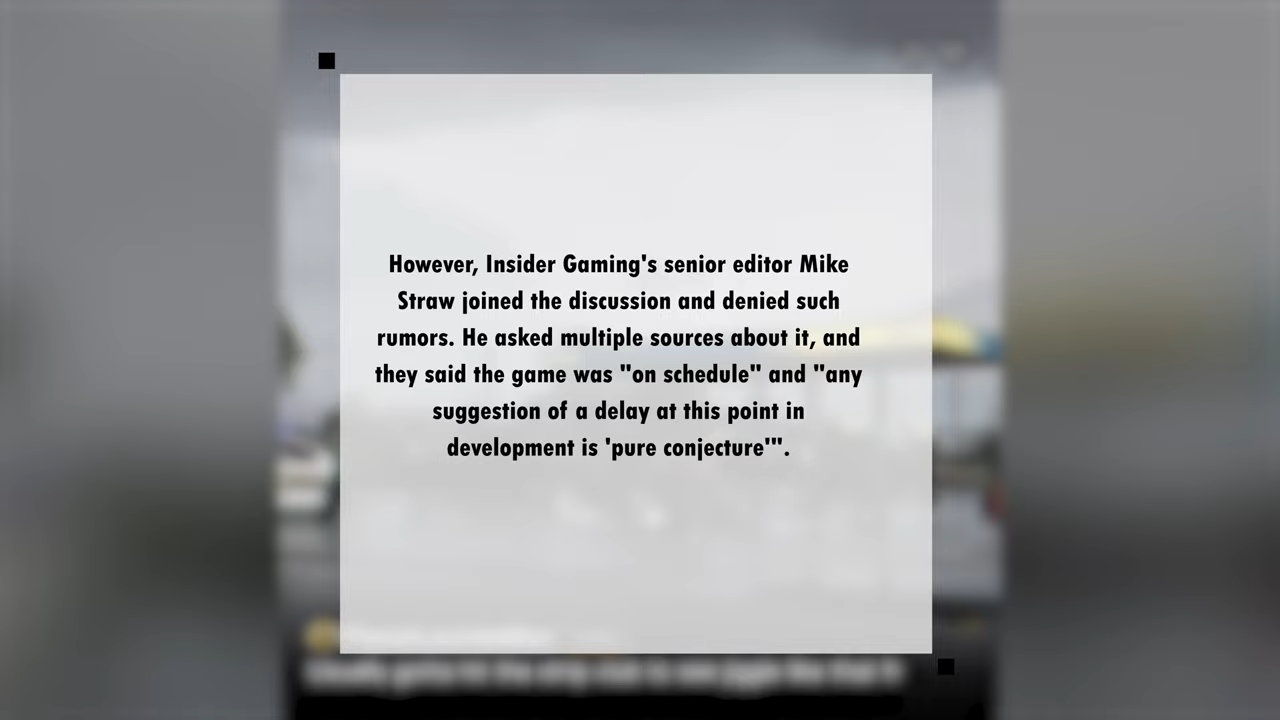 However, Insider Gaming's senior editor Mike
Straw joined the discussion and denied such
rumors. He asked multiple sources about it, and
they said the game was "on schedule" and "any
suggestion of a delay at this point in
development is 'pure conjecture'".